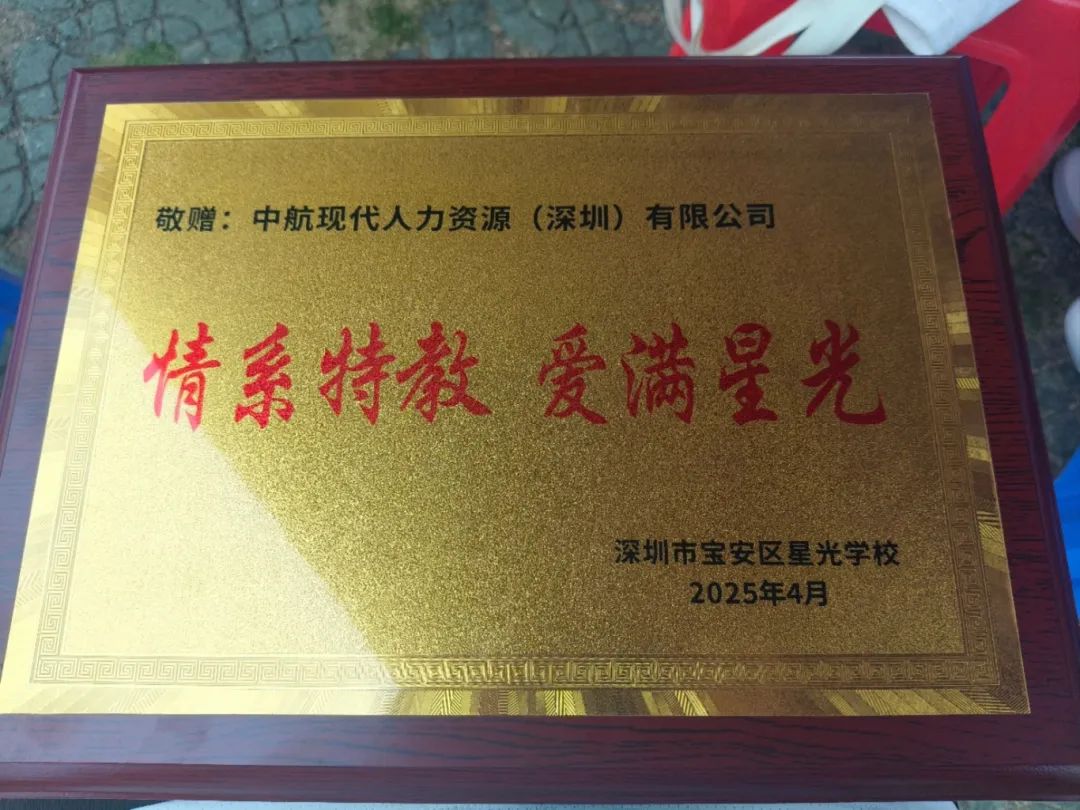 敬赠：中航现代人力资源（深圳）有限公司
情系特教 爱满星光
深圳市宝安区星光学校
2025年4月